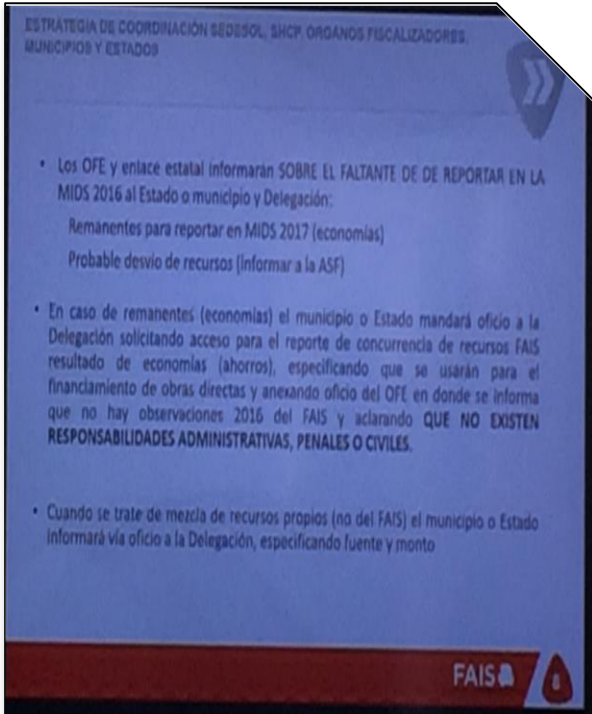 ESTRATEGIA DE COORDINACIÓN SEDESOL, SHCP, ORGANOS FISCALIZADORES,
MUNICIPIOS Y ESTADOS
• Los OFE y enlace estatal informarán SOBRE EL FALTANTE DE DE REPORTAR EN LA
MIDS 2016 al Estado o municipio y Delegación:
Remanentes para reportar en MIDS 2017 (economías)
Probable desvío de recursos (informar a la ASF)
• En caso de remanentes (economías) el municipio o Estado mandará oficio a la
Delegación solicitando acceso para el reporte de concurrencia de recursos FAIS
resultado de economías (ahorros), especificando que se usarán para el
financiamiento de obras directas y anexando oficio del OFE en donde se informa
que no hay observaciones 2016 del FAIS y aclarando QUE NO EXISTEN
RESPONSABILIDADES ADMINISTRATIVAS, PENALES O CIVILES.
• Cuando se trate de mezcla de recursos propios (no del FAIS) el municipio o Estado
informará vía oficio a la Delegación, especificando fuente y monto
FAIS 8